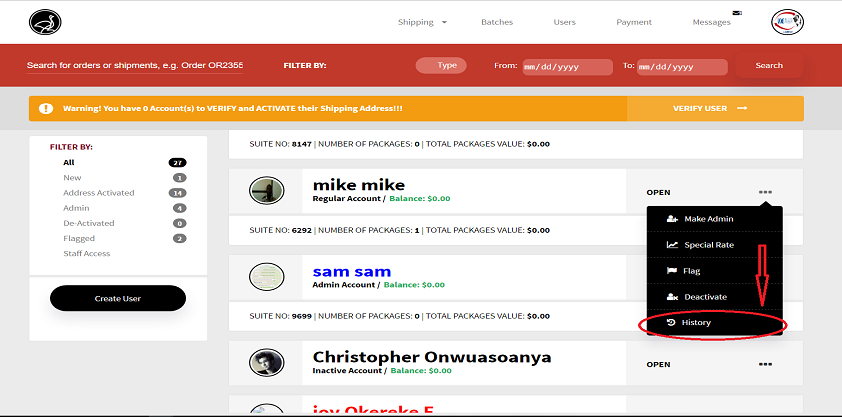 Shipping Batches Users Payment Messages
Search for orders or shipments, e.g. Order OR2355 FILTER BY: Type From: mm/dd/yyyy To: mm/dd/yyyy Search
Warning! You have 0 Account(s) to VERIFY and ACTIVATE their Shipping Address!!! VERIFY USER
FILTER BY:
All 27
New 1
Address Activated 14
Admin 4
De-Activated 0
Flagged 2
Staff Access
Create User
SUITE NO: 8147 | NUMBER OF PACKAGES: 0 | TOTAL PACKAGES VALUE: $0.00
mike mike
Regular Account / Balance: $0.00
OPEN
SUITE NO: 6292 | NUMBER OF PACKAGES: 1 | TOTAL PACKAGES VALUE: $0.00
Make Admin
Special Rate
Flag
Deactivate
History
sam sam
Admin Account / Balance: $0.00
SUITE NO: 9699 | NUMBER OF PACKAGES: 0 | TOTAL PACKAGES VALUE: $0.00
Christopher Onwuasoanya
Inactive Account / Balance: $0.00
OPEN
joy Okereke E